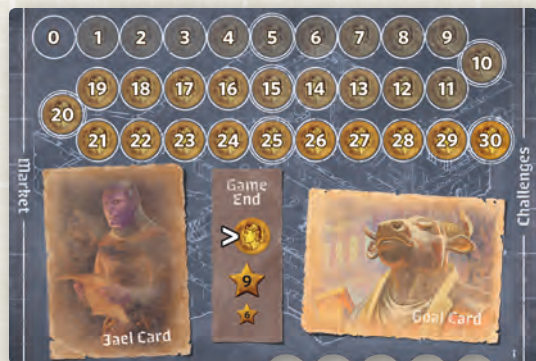 0 1 2 3 4 5 6 7 8 9
10
19 18 17 16 15 14 13 12 11
20
21 22 23 24 25 26 27 28 29 30
Market
Challenges
Game
End
>
9
6
Jael Card
Goal Card